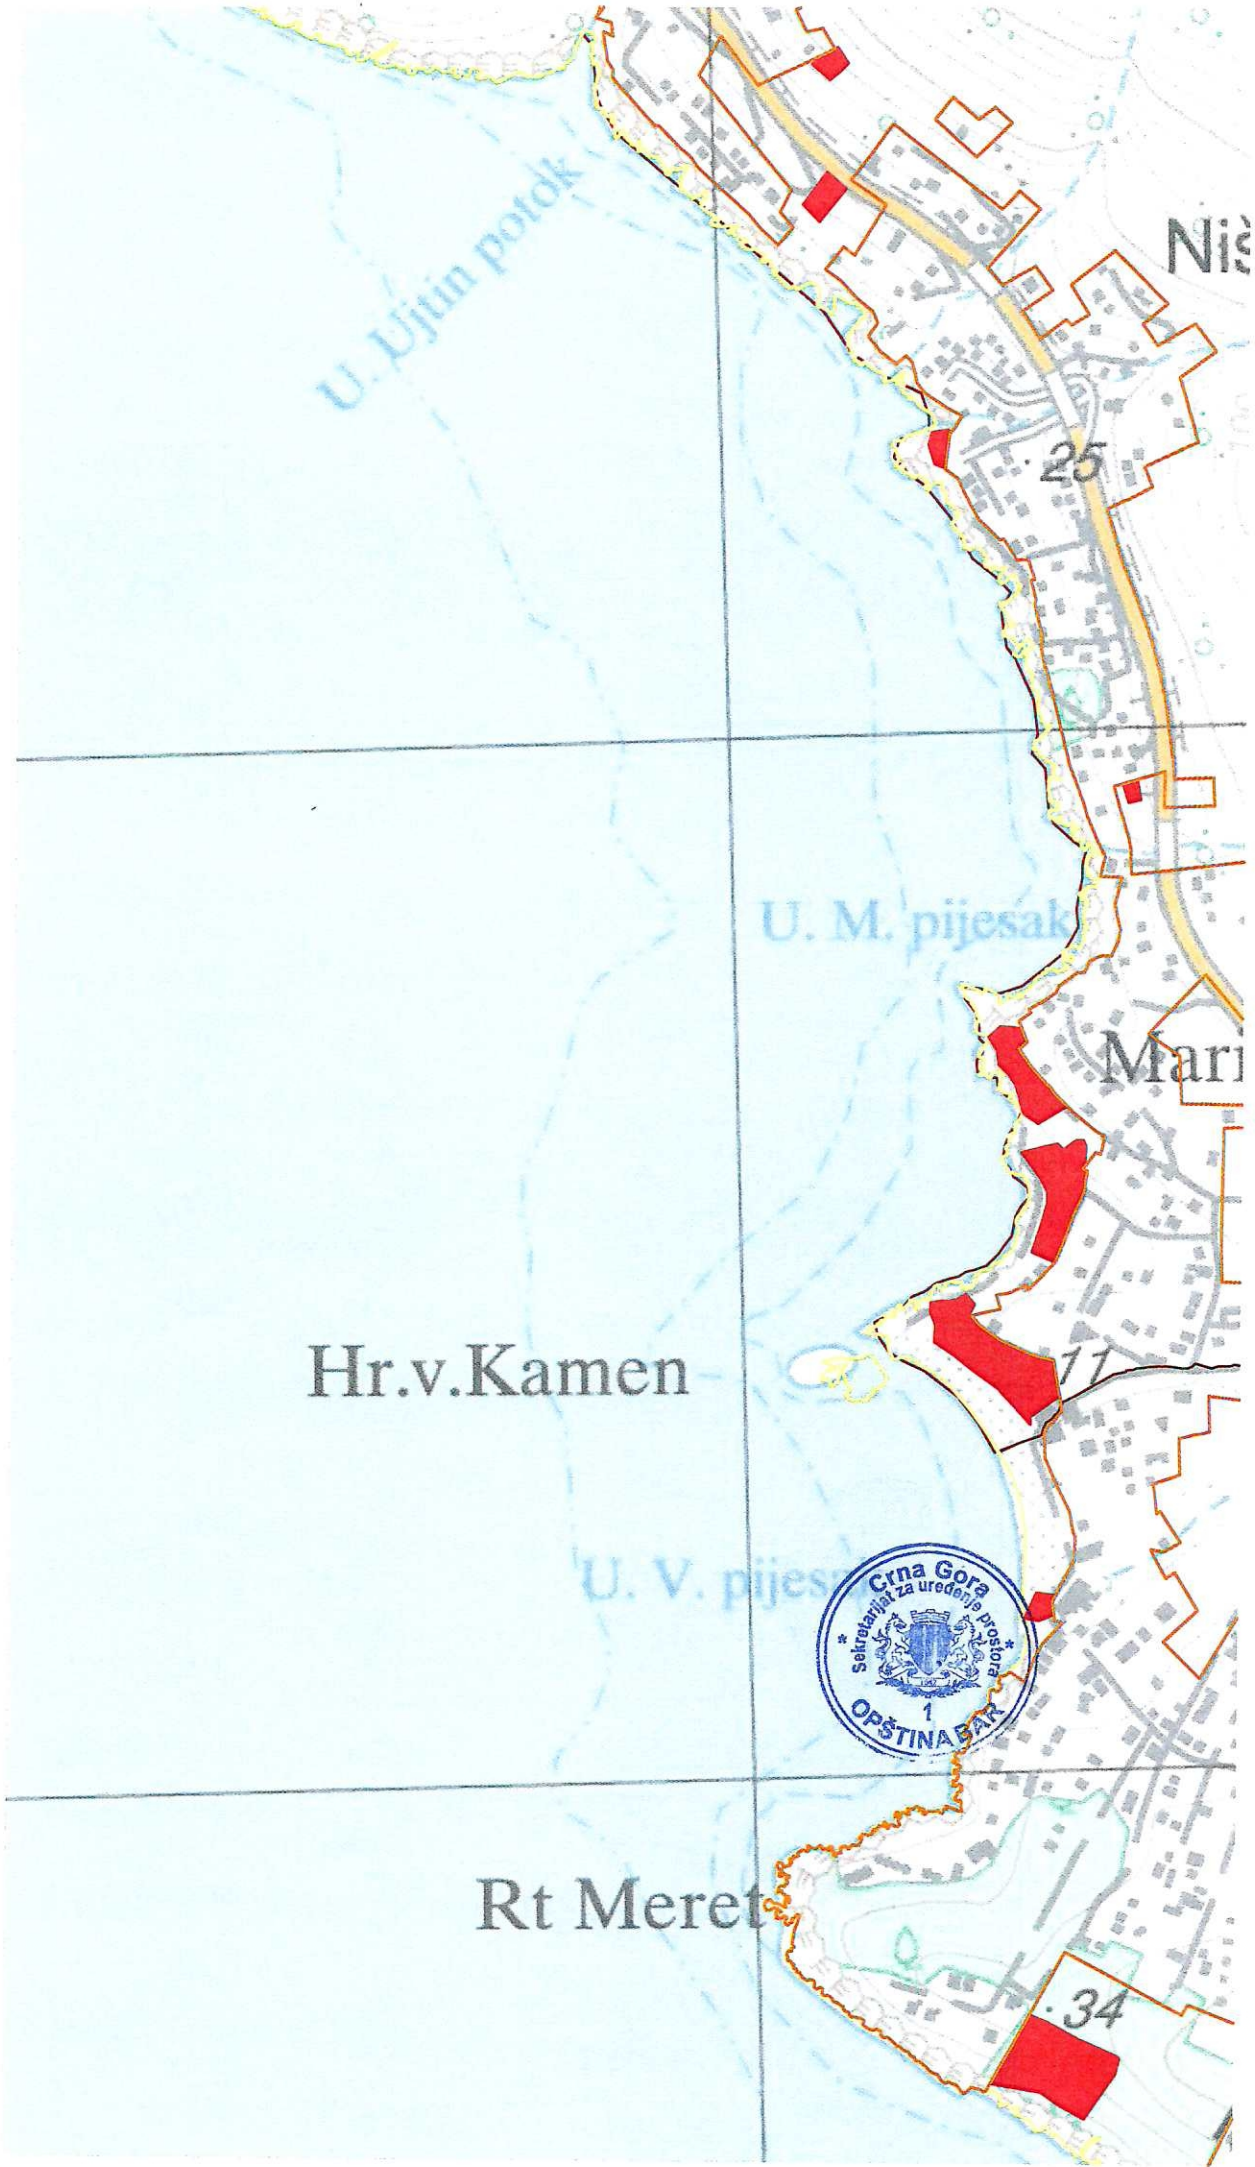 U. Ujtin potok
Niš
25
U. M. pijesak
Mari
Hr.v.Kamen
11
U. V. pijes
Crna Gora
* Sekretarijat za uređenje prostora *
1
OPŠTINA BAR
Rt Meret
34